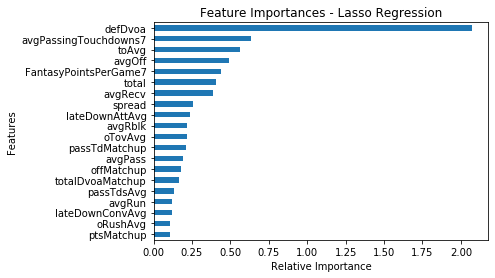 Feature Importances - Lasso Regression
defDvoa
avgPassingTouchdowns7
toAvg
avgOff
FantasyPointsPerGame7
total
avgRecv
spread
lateDownAttAvg
avgRblk
oTovAvg
passTdMatchup
avgPass
offMatchup
totalDvoaMatchup
passTdsAvg
avgRun
lateDownConvAvg
oRushAvg
ptsMatchup
Features
0.00 0.25 0.50 0.75 1.00 1.25 1.50 1.75 2.00
Relative Importance